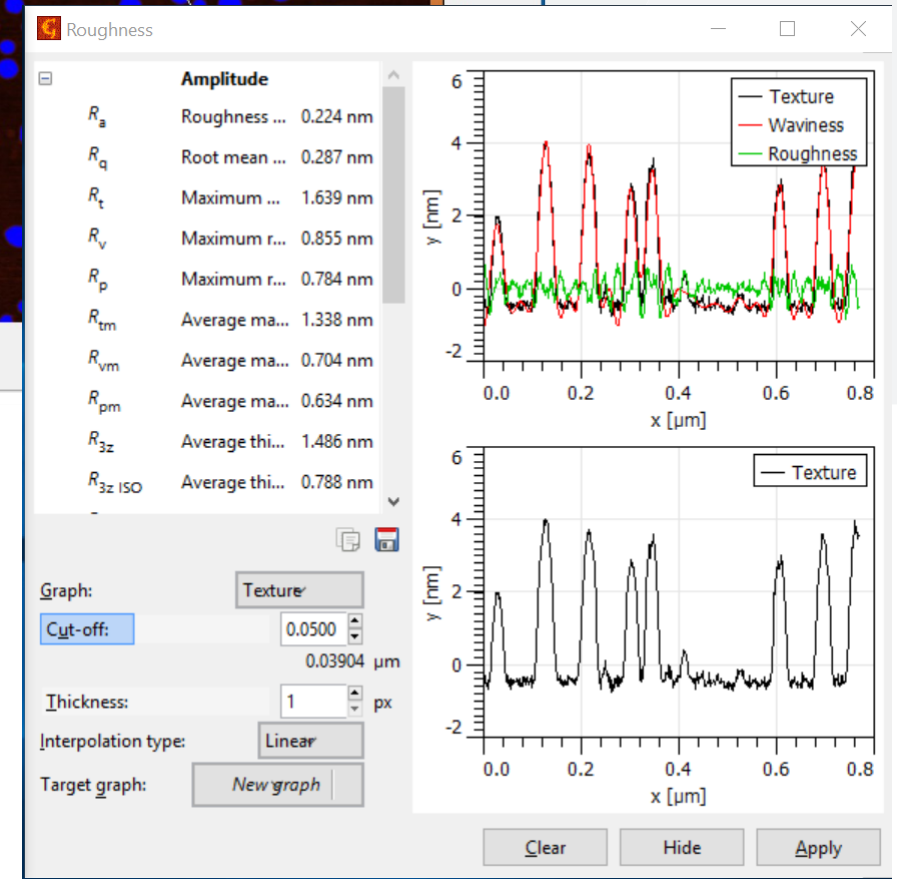 Roughness
Amplitude
Ra Roughness ... 0.224 nm
Rq Root mean ... 0.287 nm
Rt Maximum ... 1.639 nm
Rv Maximum r... 0.855 nm
Rp Maximum r... 0.784 nm
Rtm Average ma... 1.338 nm
Rvm Average ma... 0.704 nm
Rpm Average ma... 0.634 nm
R3z Average thi... 1.486 nm
R3z ISO Average thi... 0.788 nm
Graph: Texture
Cut-off: 0.0500
0.03904 µm
Thickness: 1 px
Interpolation type: Linear
Target graph: New graph
6
4
2
0
-2
y [nm]
Texture
Waviness
Roughness
0.0 0.2 0.4 0.6 0.8
x [µm]
6
4
2
0
-2
y [nm]
Texture
0.0 0.2 0.4 0.6 0.8
x [µm]
Clear Hide Apply